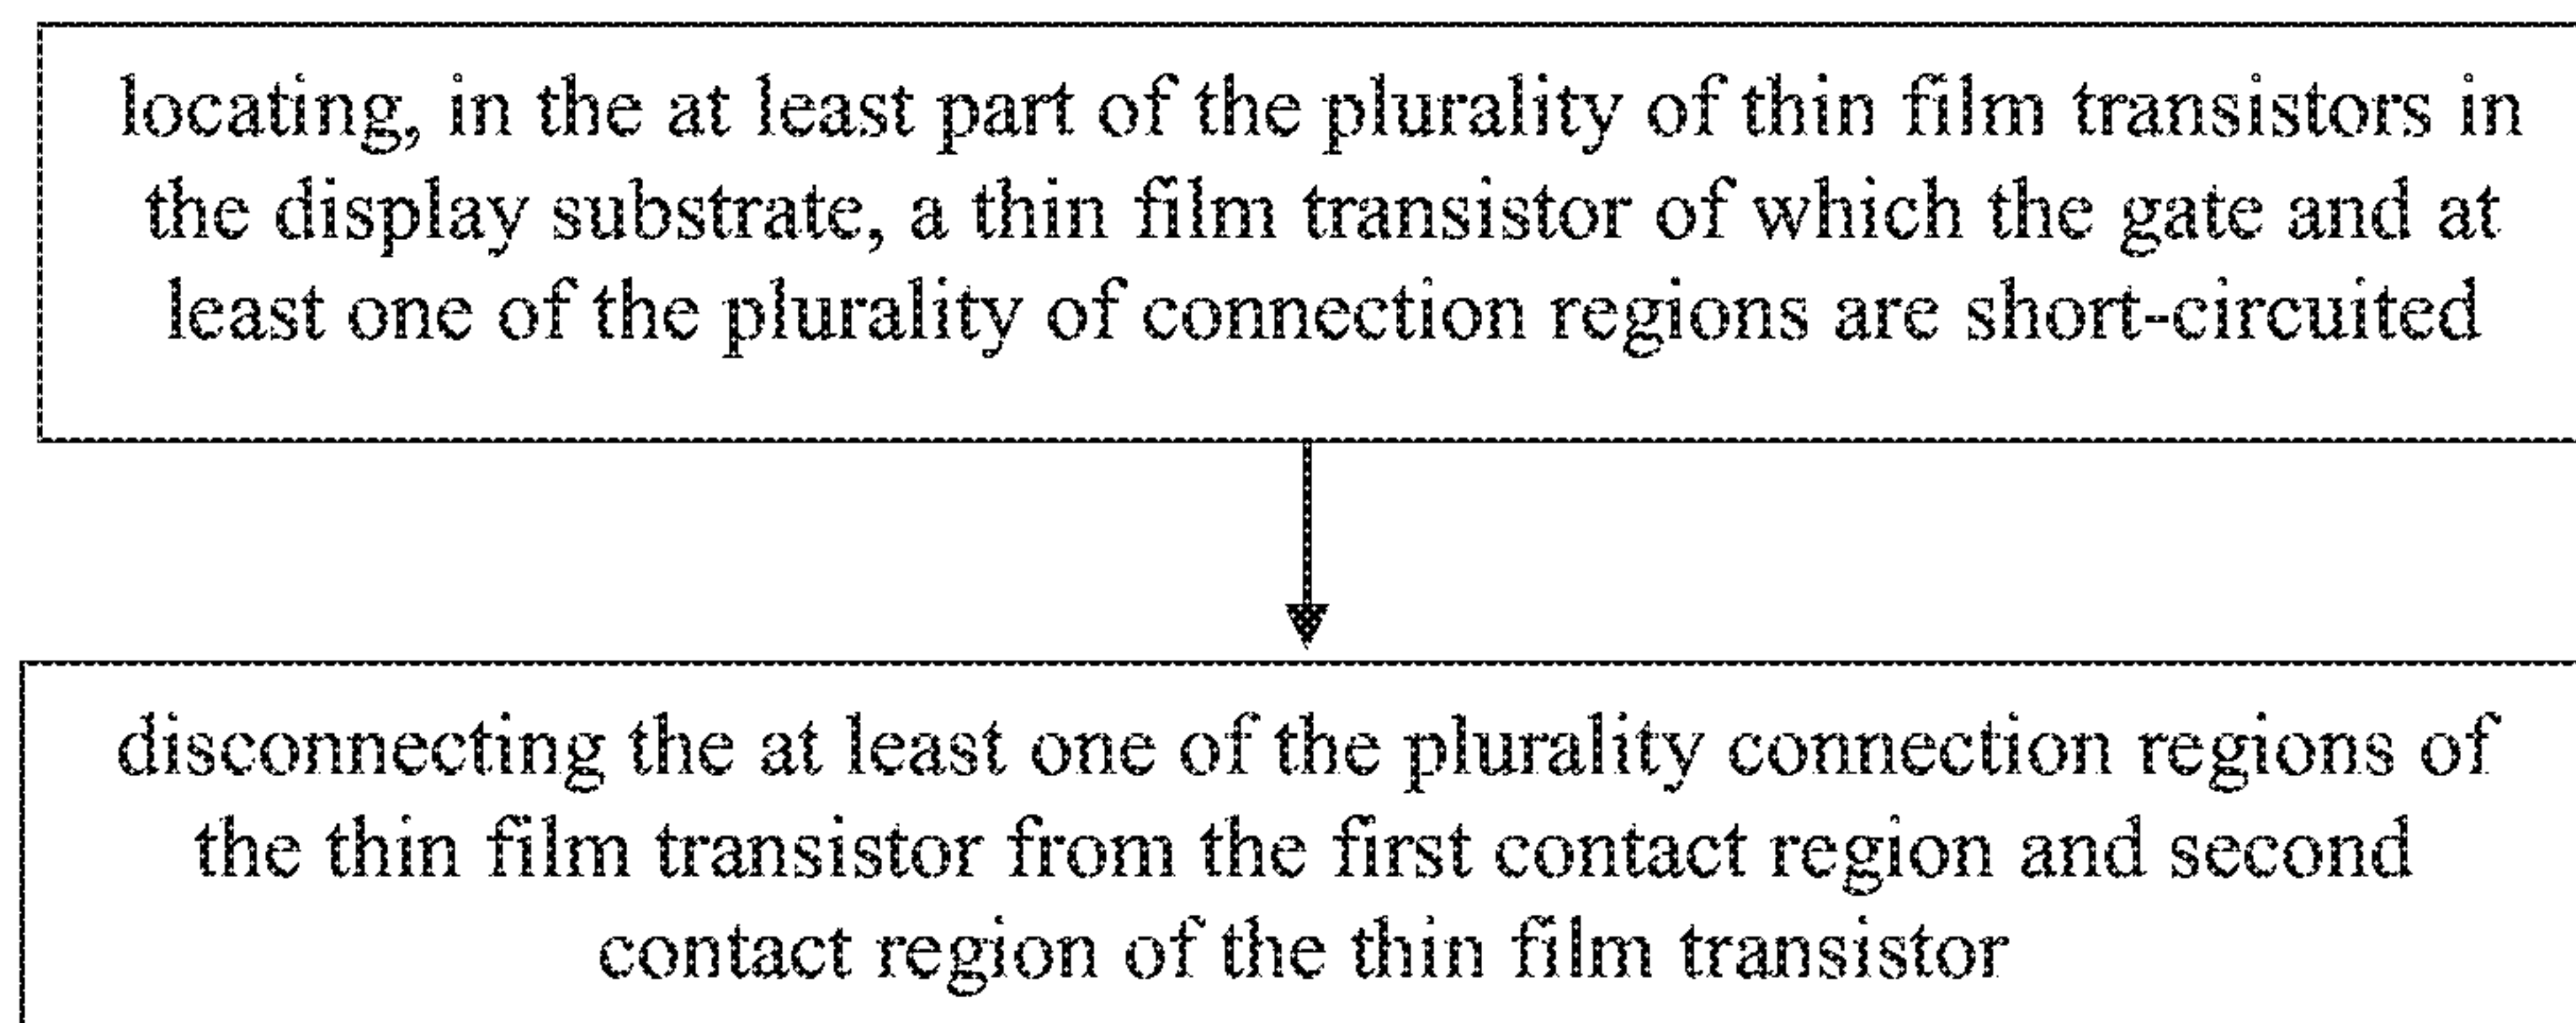 locating, in the at least part of the plurality of thin film transistors in
the display substrate, a thin film transistor of which the gate and at
least one of the plurality of connection regions are short-circuited
disconnecting the at least one of the plurality connection regions of
the thin film transistor from the first contact region and second
contact region of the thin film transistor